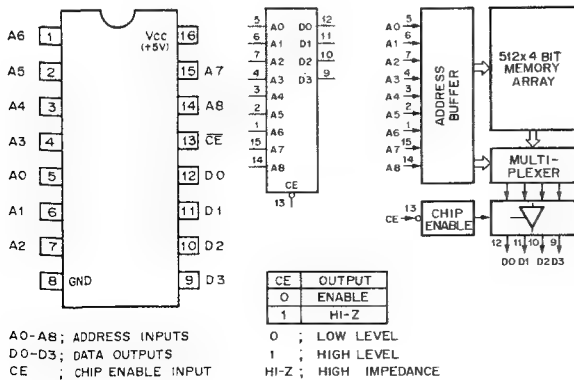 A6 1 VCC (+5V) 16
A5 2 15 A7
A4 3 14 A8
A3 4 13 CE
A0 5 12 D0
A1 6 11 D1
A2 7 10 D2
8 GND 9 D3
5 A0 D0 12
6 A1 D1 11
7 A2 D2 10
4 A3 D3 9
3 A4
2 A5
1 A6
15 A7
14 A8
CE
13
A0 5
A1 6
A2 7
A3 4
A4 3
A5 2
A6 1
A7 15
A8 14
ADDRESS
BUFFER
512x4 BIT
MEMORY
ARRAY
MULTI-
PLEXER
CE 13 CHIP
ENABLE
12 11 10 9
D0 D1 D2 D3
CE OUTPUT
0 ENABLE
1 HI-Z
A0-A8; ADDRESS INPUTS
D0-D3; DATA OUTPUTS
CE ; CHIP ENABLE INPUT
0 ; LOW LEVEL
1 ; HIGH LEVEL
HI-Z; HIGH IMPEDANCE